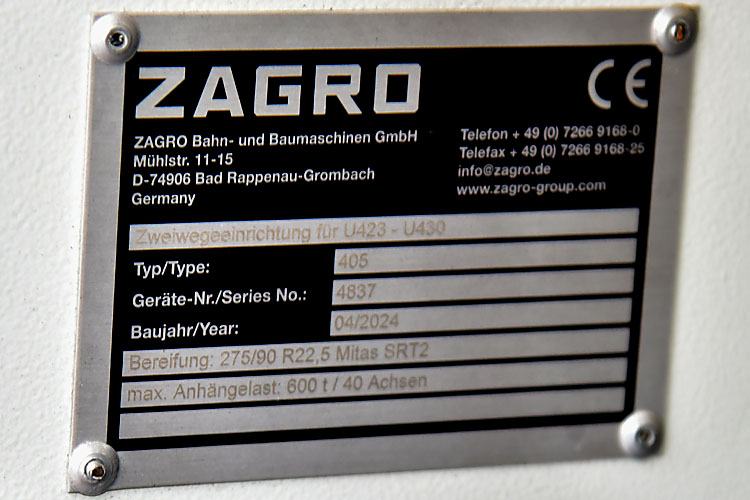 ZAGRO
CE
ZAGRO Bahn- und Baumaschinen GmbH
Mühlstr. 11-15
D-74906 Bad Rappenau-Grombach
Germany
Telefon + 49 (0) 7266 9168-0
Telefax + 49 (0) 7266 9168-25
info@zagro.de
www.zagro-group.com
Zweiwegeeinrichtung für U423 - U430
Typ/Type: 405
Geräte-Nr./Series No.: 4837
Baujahr/Year: 04/2024
Bereifung: 275/90 R22,5 Mitas SRT2
max. Anhängelast: 600 t / 40 Achsen